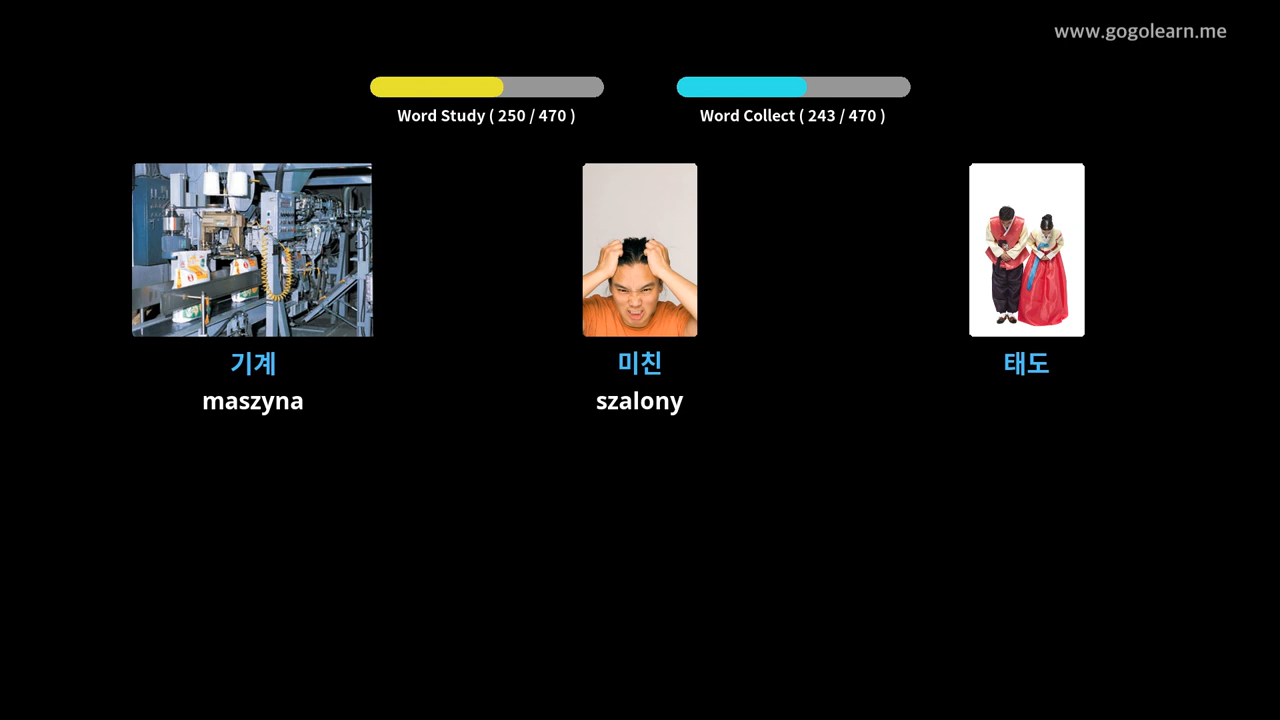 www.gogolearn.me
Word Study ( 250 / 470 )
Word Collect ( 243 / 470 )
기계
미친
태도
maszyna
szalony